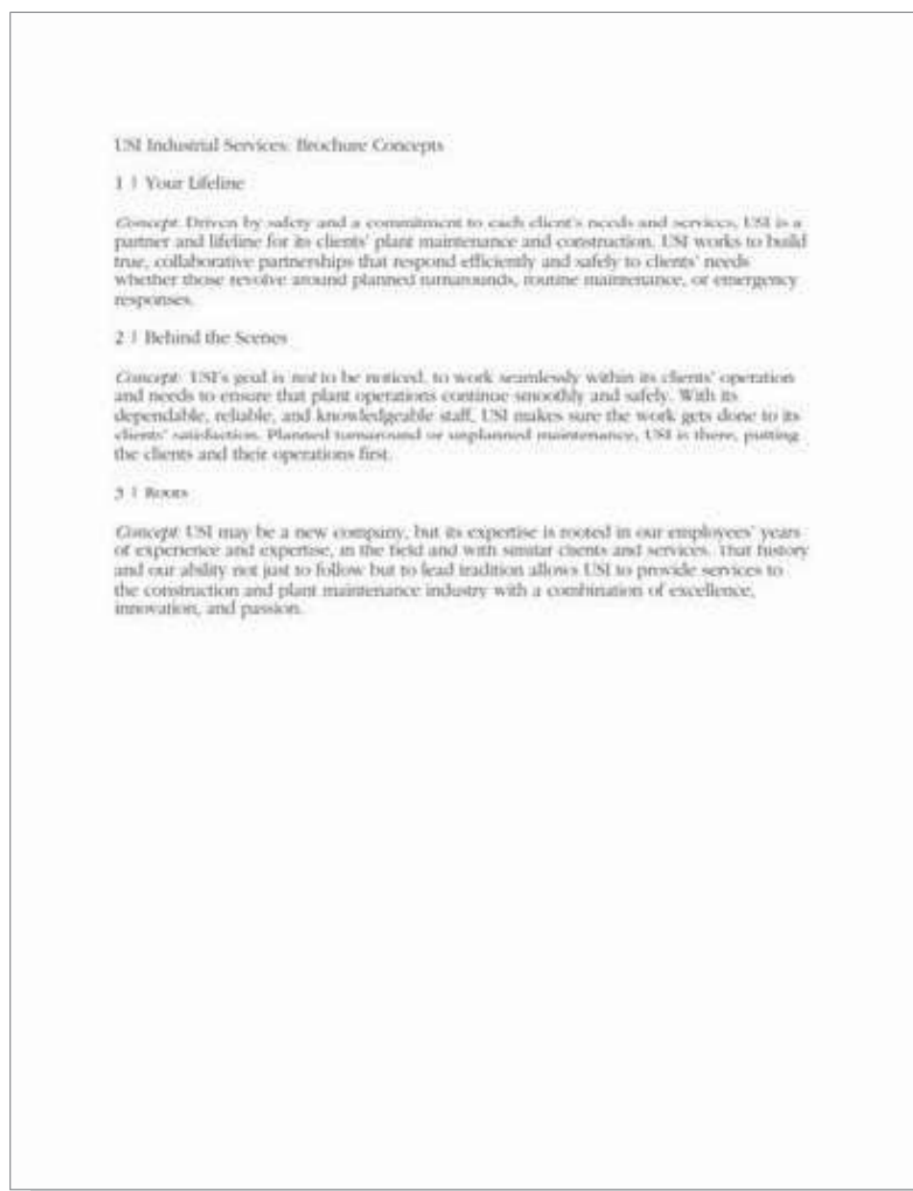 USI Industrial Services: Brochure Concepts
1 | Your Lifeline
Concept: Driven by safety and a commitment to each client's needs and services, USI is a
partner and lifeline for its clients' plant maintenance and construction. USI works to build
true, collaborative partnerships that respond efficiently and safely to clients' needs
whether those revolve around planned turnarounds, routine maintenance, or emergency
responses.
2 | Behind the Scenes
Concept: USI's goal is not to be noticed, to work seamlessly within its clients' operation
and needs to ensure that plant operations continue smoothly and safely. With its
dependable, reliable, and knowledgeable staff, USI makes sure the work gets done to its
clients' satisfaction. Planned turnaround or unplanned maintenance, USI is there, putting
the clients and their operations first.
3 | Roots
Concept: USI may be a new company, but its expertise is rooted in our employees' years
of experience and expertise, in the field and with similar clients and services. That history
and our ability not just to follow but to lead tradition allows USI to provide services to
the construction and plant maintenance industry with a combination of excellence,
innovation, and passion.